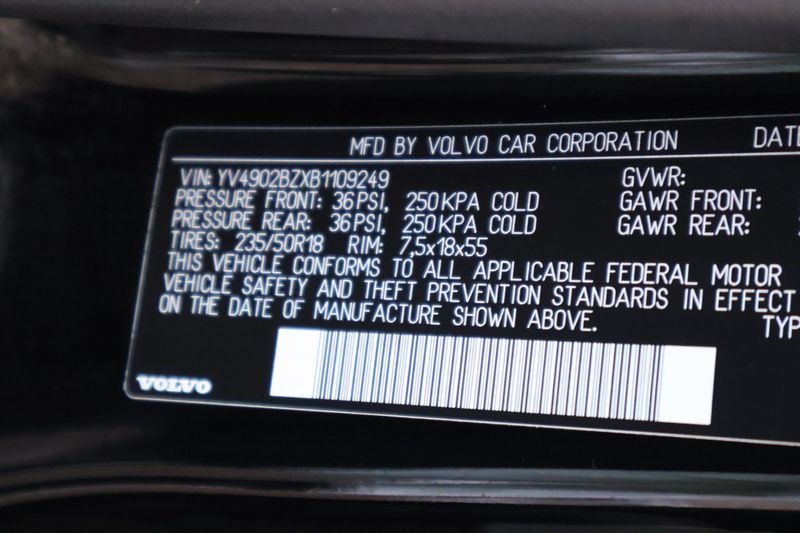 MFD BY VOLVO CAR CORPORATION DATE
VIN: YV4902BZXB1109249 GVWR:
PRESSURE FRONT: 36PSI, 250KPA COLD GAWR FRONT:
PRESSURE REAR: 36PSI, 250KPA COLD GAWR REAR:
TIRES: 235/50R18 RIM: 7,5x18x55
THIS VEHICLE CONFORMS TO ALL APPLICABLE FEDERAL MOTOR
VEHICLE SAFETY AND THEFT PREVENTION STANDARDS IN EFFECT
ON THE DATE OF MANUFACTURE SHOWN ABOVE.
TYP
VOLVO